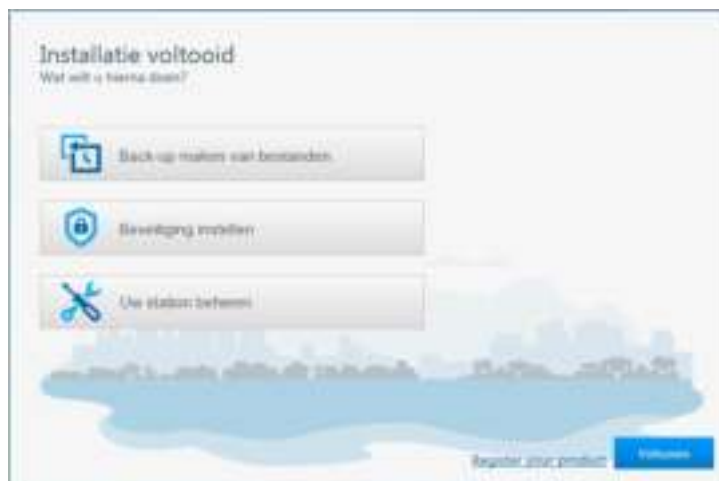 Installatie voltooid
Wat wilt u hierna doen?
Back-up maken van bestanden
Beveiliging instellen
Uw station beheren
Register your product
Voltooien